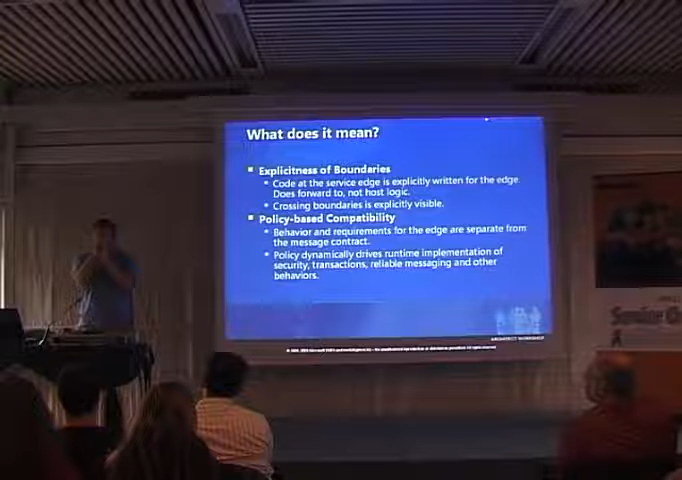 What does it mean?
Explicitness of Boundaries
Code at the service edge is explicitly written for the edge.
Does forward to, not host logic.
Crossing boundaries is explicitly visible.
Policy-based Compatibility
Behavior and requirements for the edge are separate from
the message contract.
Policy dynamically drives runtime implementation of
security, transactions, reliable messaging and other
behaviors.
ARCHITECT WORKSHOP